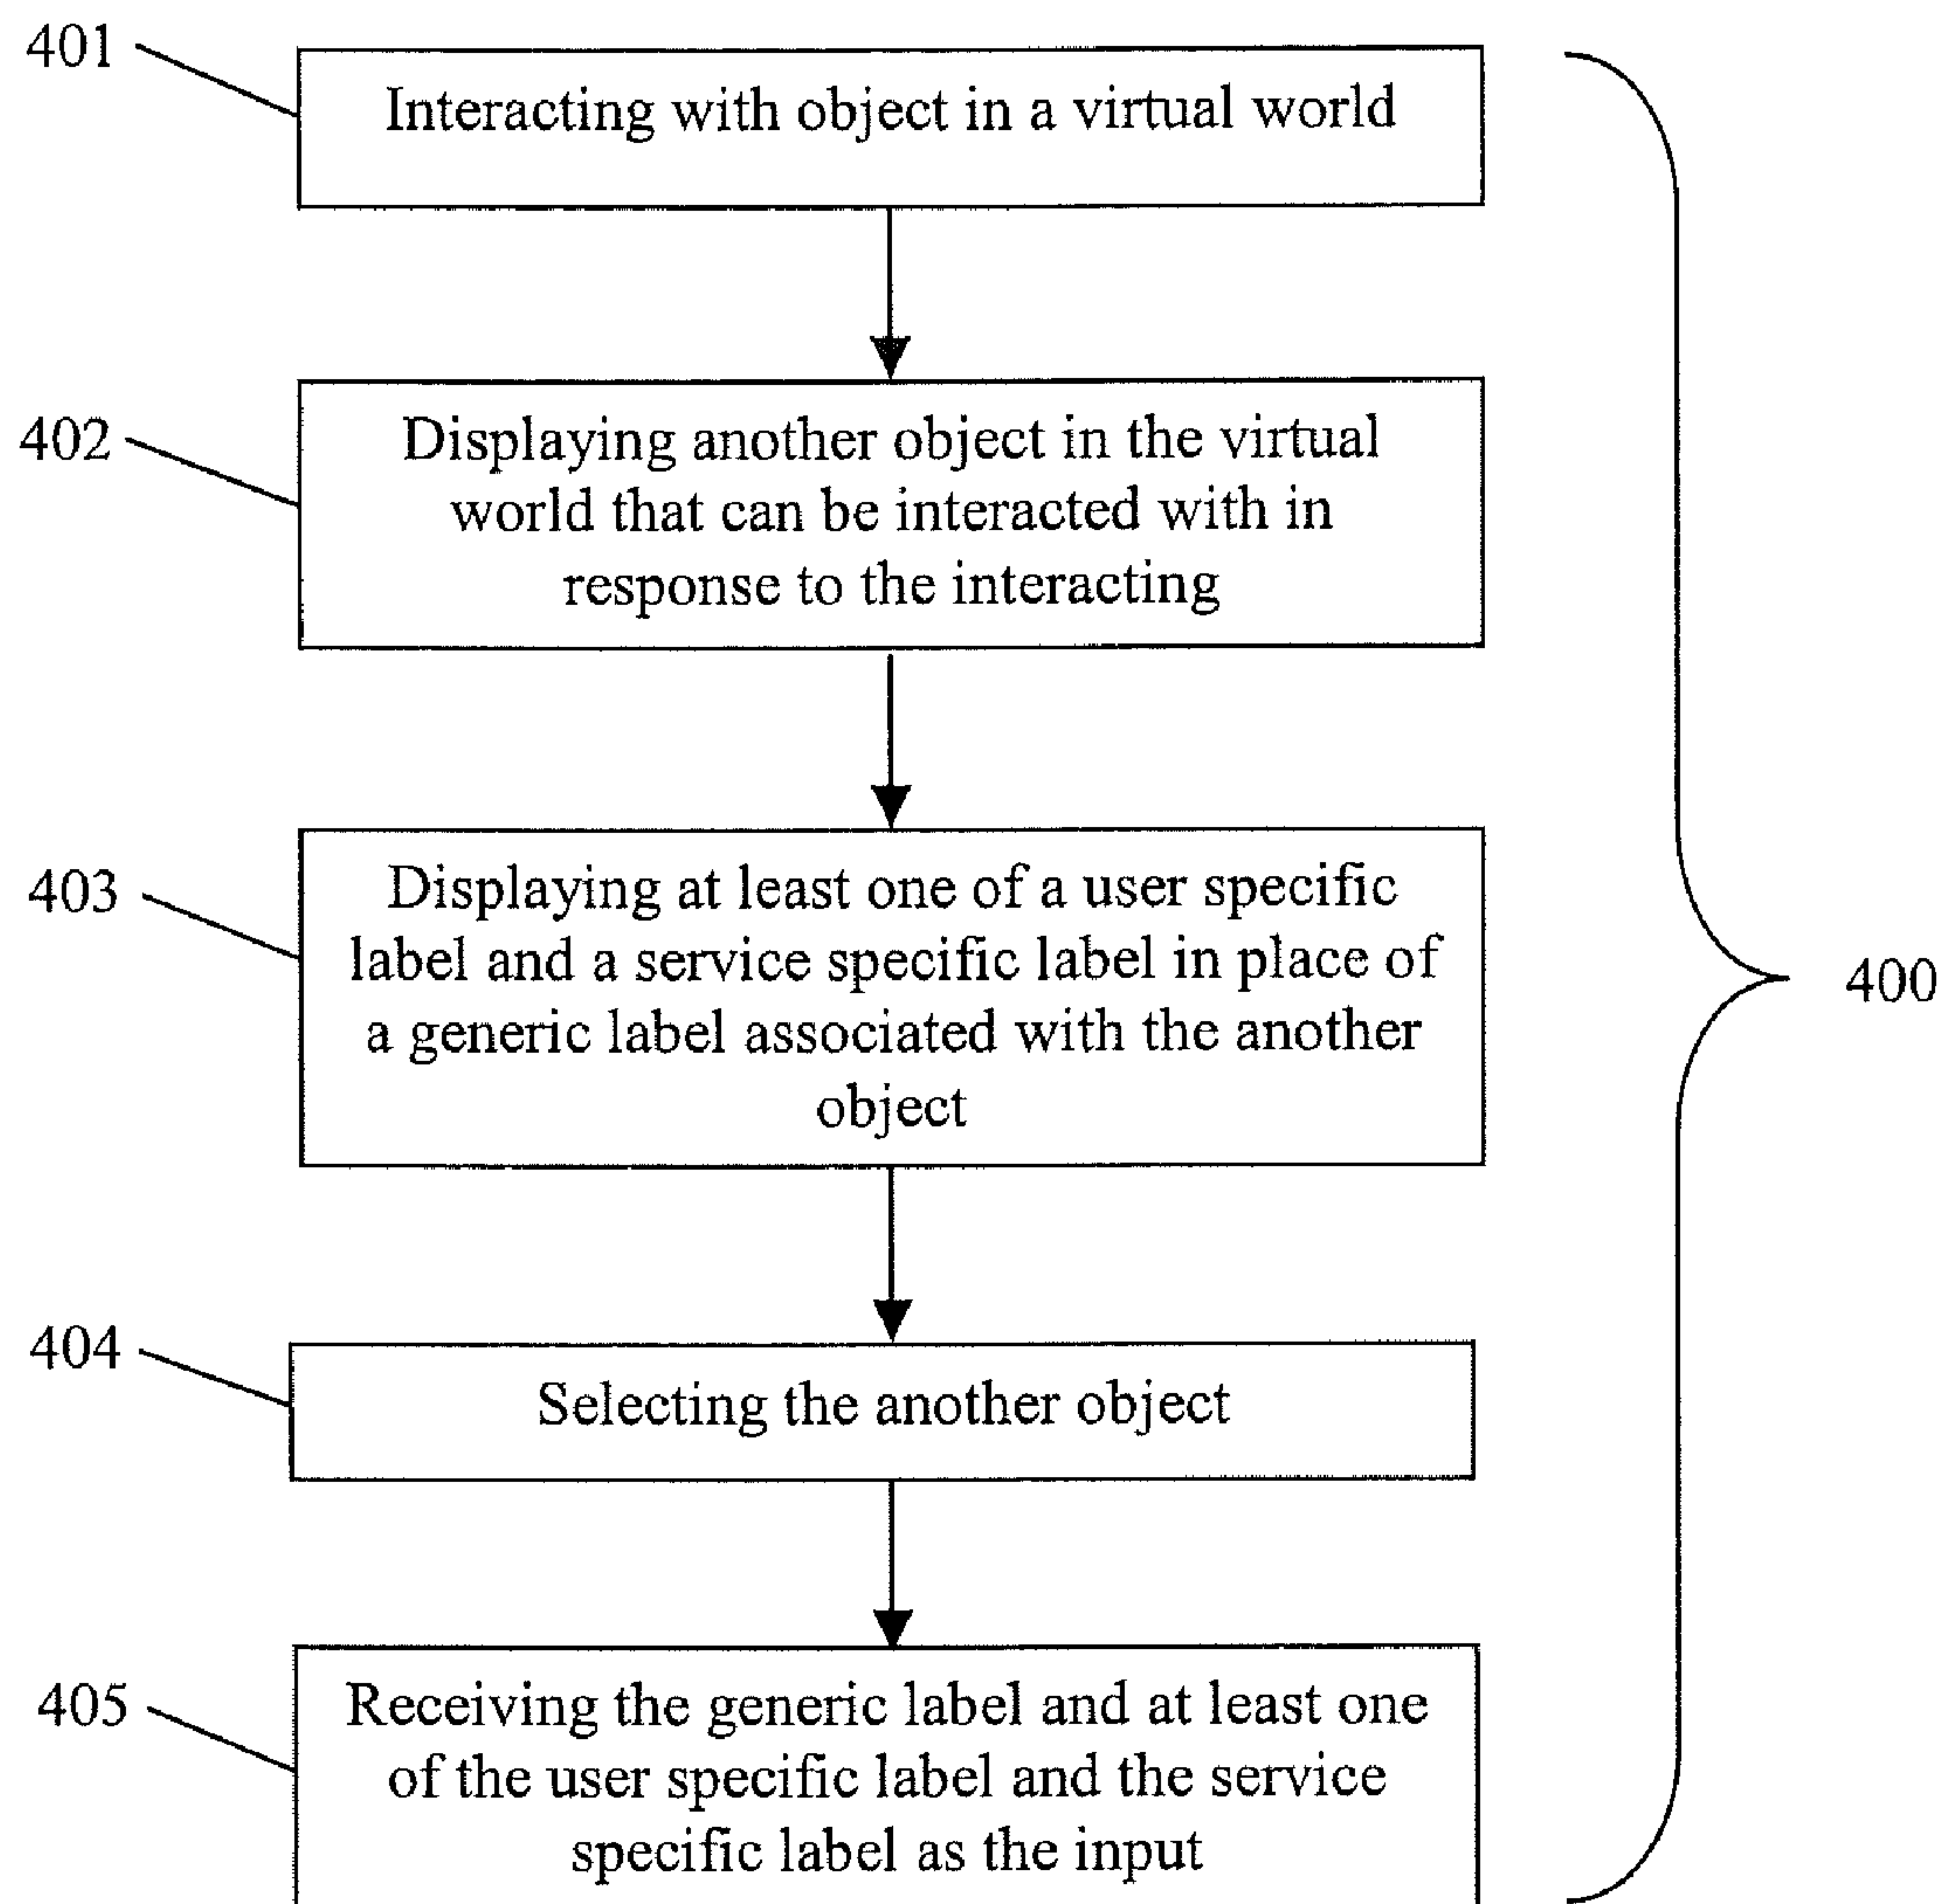 401
Interacting with object in a virtual world
402
Displaying another object in the virtual
world that can be interacted with in
response to the interacting
403
Displaying at least one of a user specific
label and a service specific label in place of
a generic label associated with the another
object
400
404
Selecting the another object
405
Receiving the generic label and at least one
of the user specific label and the service
specific label as the input